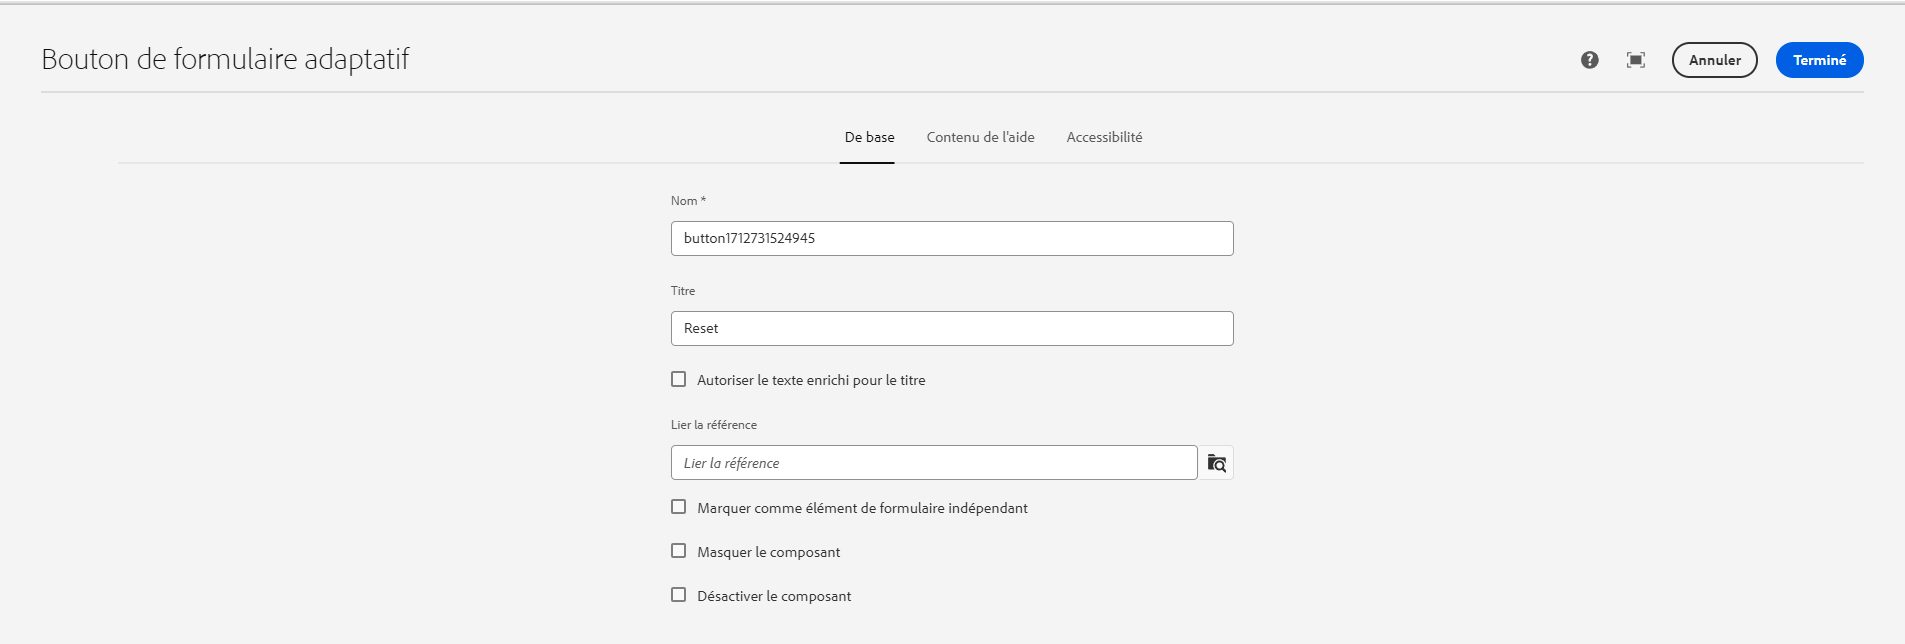 Bouton de formulaire adaptatif
Annuler
Terminé
De base
Contenu de l'aide
Accessibilité
Nom *
button1712731524945
Titre
Reset
Autoriser le texte enrichi pour le titre
Lier la référence
Lier la référence
Marquer comme élément de formulaire indépendant
Masquer le composant
Désactiver le composant